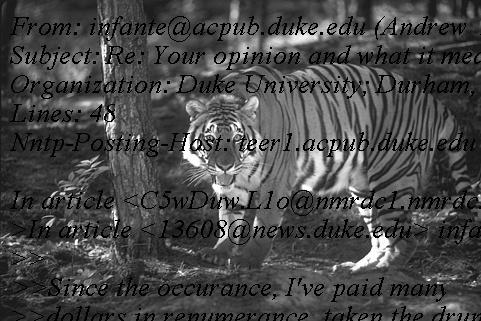 From: infante@acpub.duke.edu (Andrew
Subject: Re: Your opinion and what it mea
Organization: Duke University, Durham,
Lines: 48
Nntp-Posting-Host: teer1.acpub.duke.edu

In article <C5wDuw.L1o@nmrdc1.nmrdc
>In article <13608@news.duke.edu> infa
>>
>>Since the occurance, I've paid many
>>dollars in renumerance, taken the drun